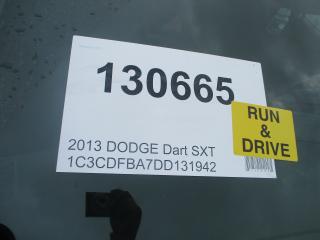 130665
RUN
&
DRIVE
2013 DODGE Dart SXT
1C3CDFBA7DD131942